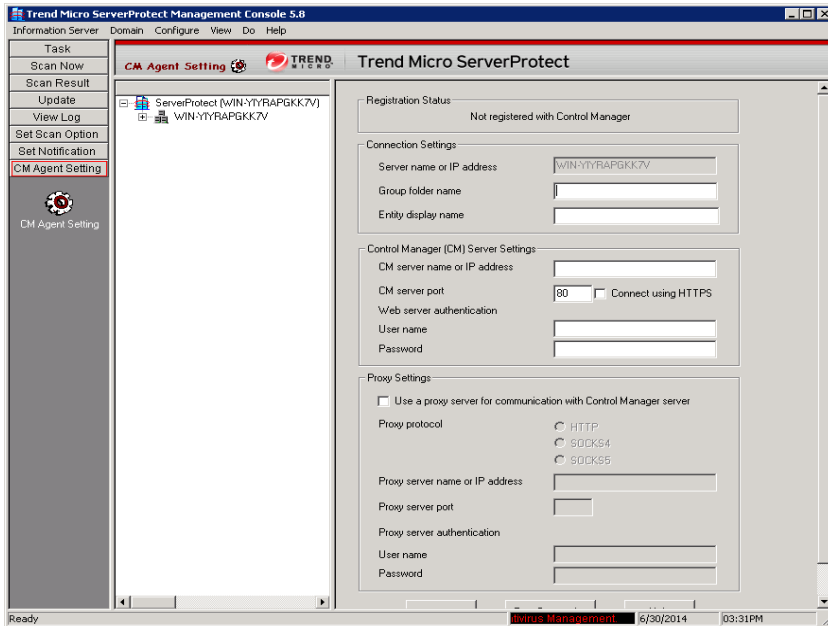 Trend Micro ServerProtect Management Console 5.8
Information Server Domain Configure View Do Help
Task
Scan Now
Scan Result
Update
View Log
Set Scan Option
Set Notification
CM Agent Setting
CM Agent Setting
CM Agent Setting
TREND MICRO
Trend Micro ServerProtect
ServerProtect (WIN-YIYRAPGKK7V)
WIN-YIYRAPGKK7V
Registration Status
Not registered with Control Manager
Connection Settings
Server name or IP address WIN-YIYRAPGKK7V
Group folder name
Entity display name
Control Manager (CM) Server Settings
CM server name or IP address
CM server port 80 Connect using HTTPS
Web server authentication
User name
Password
Proxy Settings
Use a proxy server for communication with Control Manager server
Proxy protocol HTTP
SOCKS4
SOCKS5
Proxy server name or IP address
Proxy server port
Proxy server authentication
User name
Password
Ready Management 6/30/2014 03:31PM